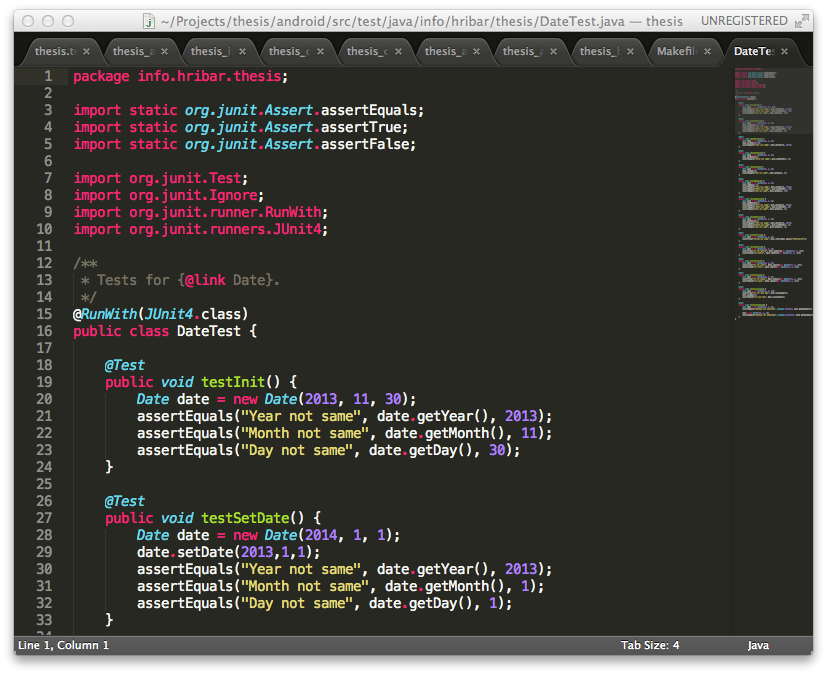 ~/Projects/thesis/android/src/test/java/info/hribar/thesis/DateTest.java — thesis UNREGISTERED
thesis.t × thesis_a × thesis_i × thesis_c × thesis_c × thesis_a × thesis_a × thesis_l × Makefile × DateTes ×
1 package info.hribar.thesis;
2
3 import static org.junit.Assert.assertEquals;
4 import static org.junit.Assert.assertTrue;
5 import static org.junit.Assert.assertFalse;
6
7 import org.junit.Test;
8 import org.junit.Ignore;
9 import org.junit.runner.RunWith;
10 import org.junit.runners.JUnit4;
11
12 /**
13  * Tests for {@link Date}.
14  */
15 @RunWith(JUnit4.class)
16 public class DateTest {
17
18     @Test
19     public void testInit() {
20         Date date = new Date(2013, 11, 30);
21         assertEquals("Year not same", date.getYear(), 2013);
22         assertEquals("Month not same", date.getMonth(), 11);
23         assertEquals("Day not same", date.getDay(), 30);
24     }
25
26     @Test
27     public void testSetDate() {
28         Date date = new Date(2014, 1, 1);
29         date.setDate(2013,1,1);
30         assertEquals("Year not same", date.getYear(), 2013);
31         assertEquals("Month not same", date.getMonth(), 1);
32         assertEquals("Day not same", date.getDay(), 1);
33     }
34
Line 1, Column 1 Tab Size: 4 Java